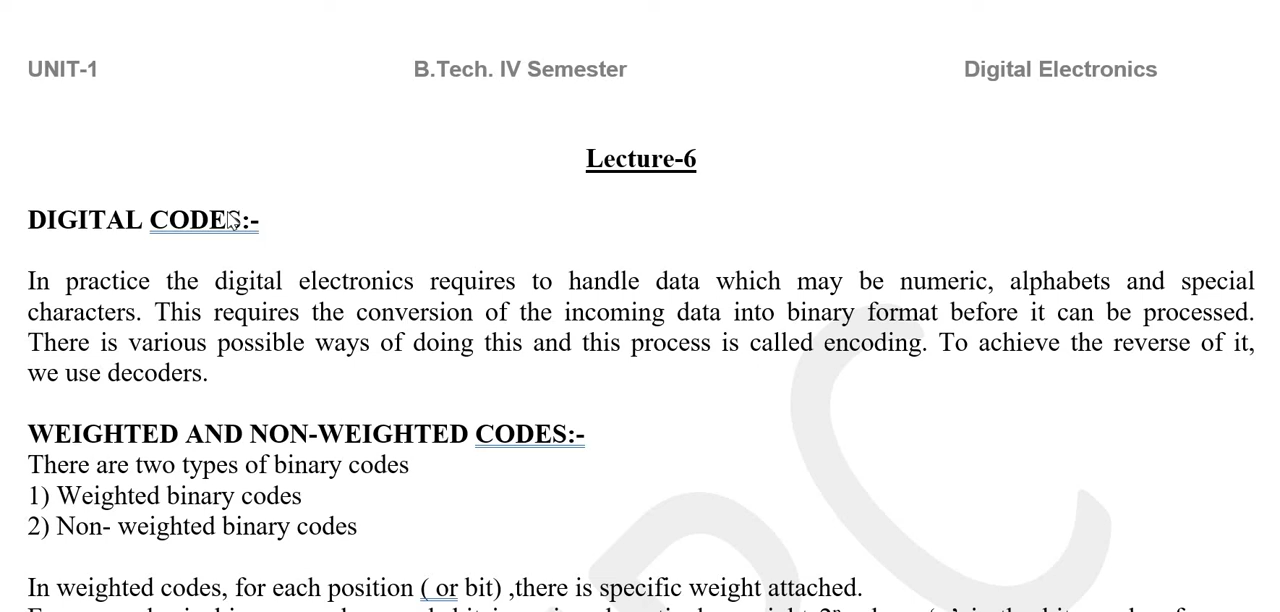 UNIT-1 B.Tech. IV Semester Digital Electronics
Lecture-6
DIGITAL CODES:-
In practice the digital electronics requires to handle data which may be numeric, alphabets and special
characters. This requires the conversion of the incoming data into binary format before it can be processed.
There is various possible ways of doing this and this process is called encoding. To achieve the reverse of it,
we use decoders.
WEIGHTED AND NON-WEIGHTED CODES:-
There are two types of binary codes
1) Weighted binary codes
2) Non- weighted binary codes
In weighted codes, for each position ( or bit) ,there is specific weight attached.